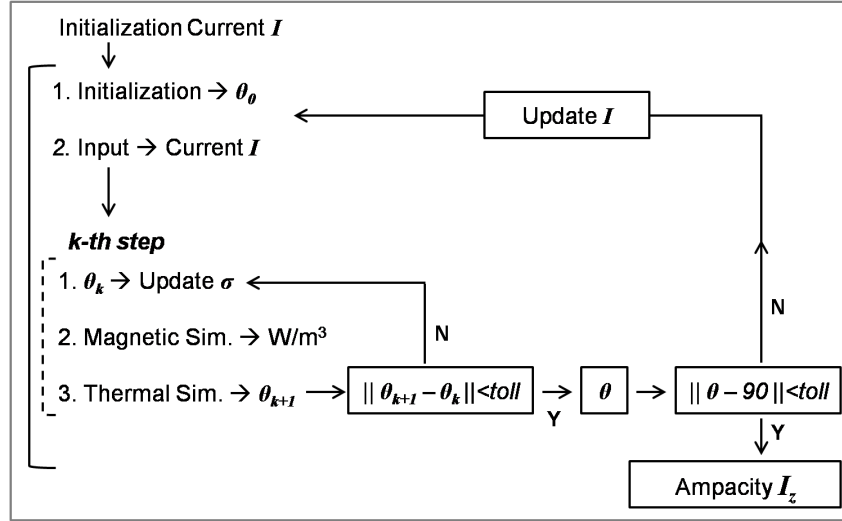 Initialization Current I
1. Initialization → θ₀
Update I
2. Input → Current I
k-th step
1. θₖ → Update σ
N
N
2. Magnetic Sim. → W/m³
3. Thermal Sim. → θₖ₊₁
|| θₖ₊₁ – θₖ ||<toll
Y
θ
|| θ – 90 ||<toll
Y
Ampacity I_z